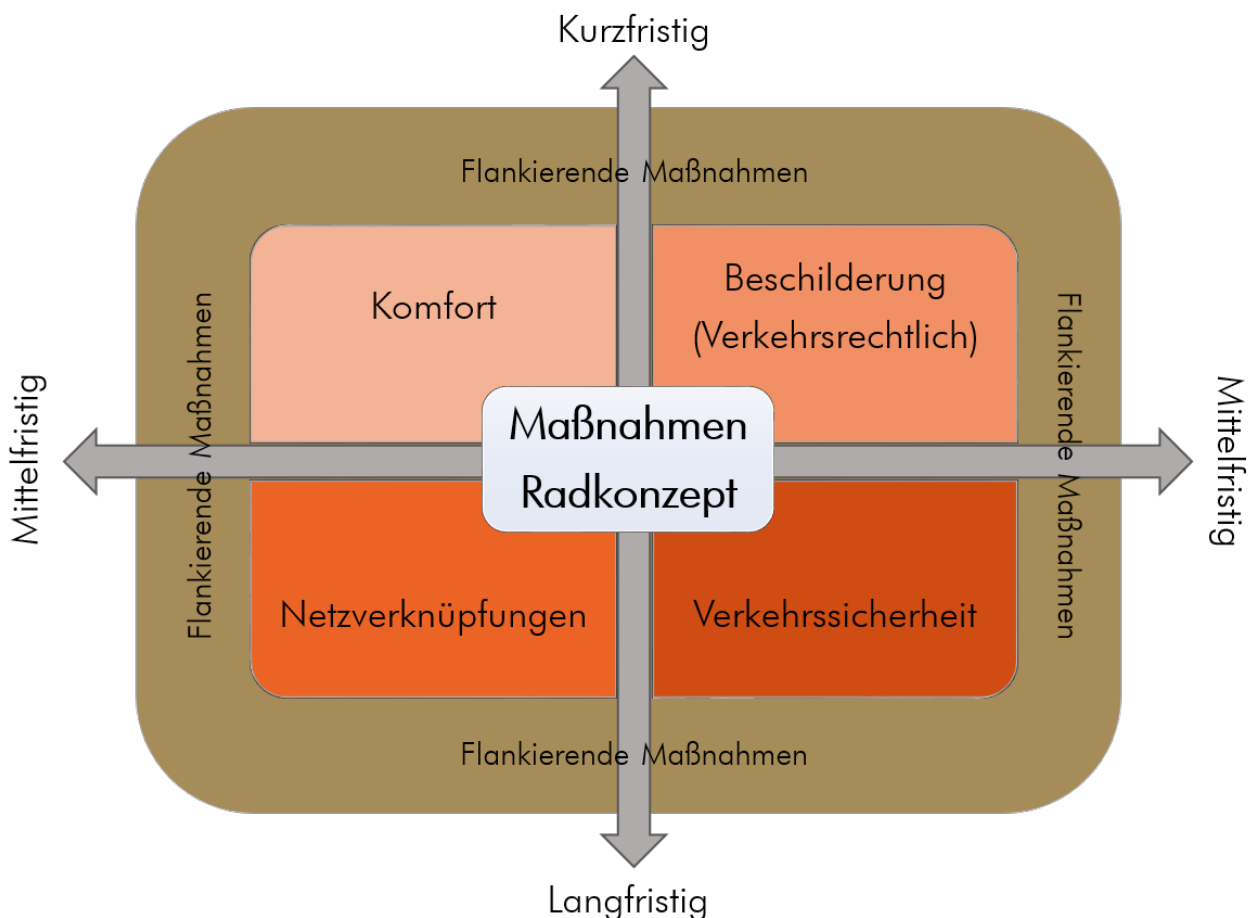 Kurzfristig
Flankierende Maßnahmen
Komfort
Beschilderung
(Verkehrsrechtlich)
Mittelfristig
Flankierende Maßnahmen
Maßnahmen
Radkonzept
Flankierende Maßnahmen
Mittelfristig
Netzverknüpfungen
Verkehrssicherheit
Flankierende Maßnahmen
Langfristig